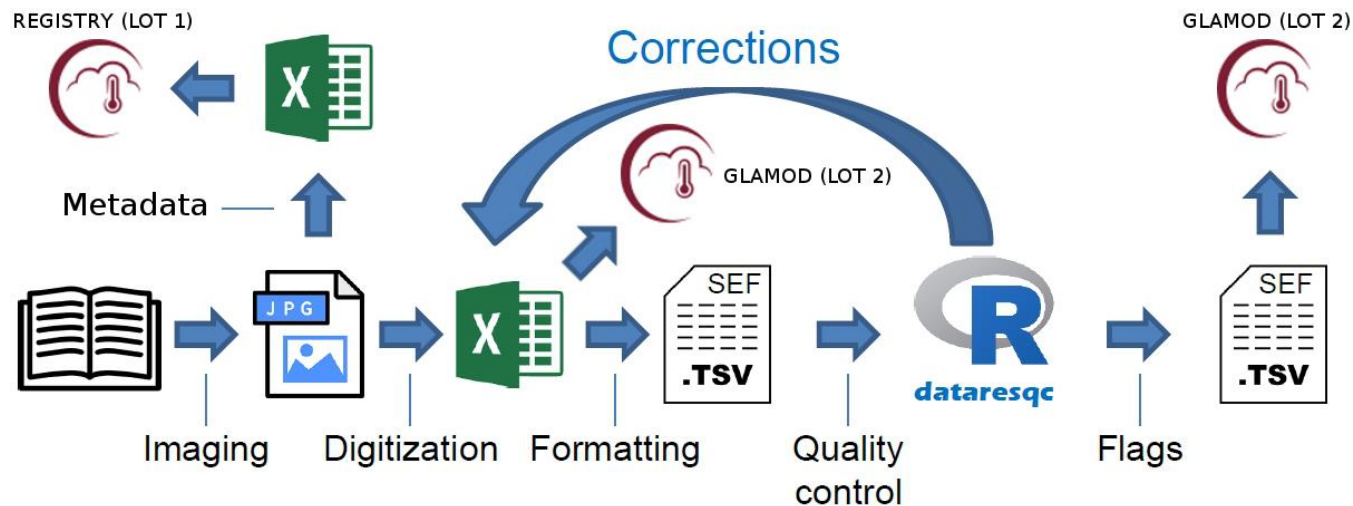 REGISTRY (LOT 1)
GLAMOD (LOT 2)
Corrections
X
GLAMOD (LOT 2)
Metadata
JPG
X
SEF
.TSV
R
dataresqc
SEF
.TSV
Imaging
Digitization
Formatting
Quality
control
Flags